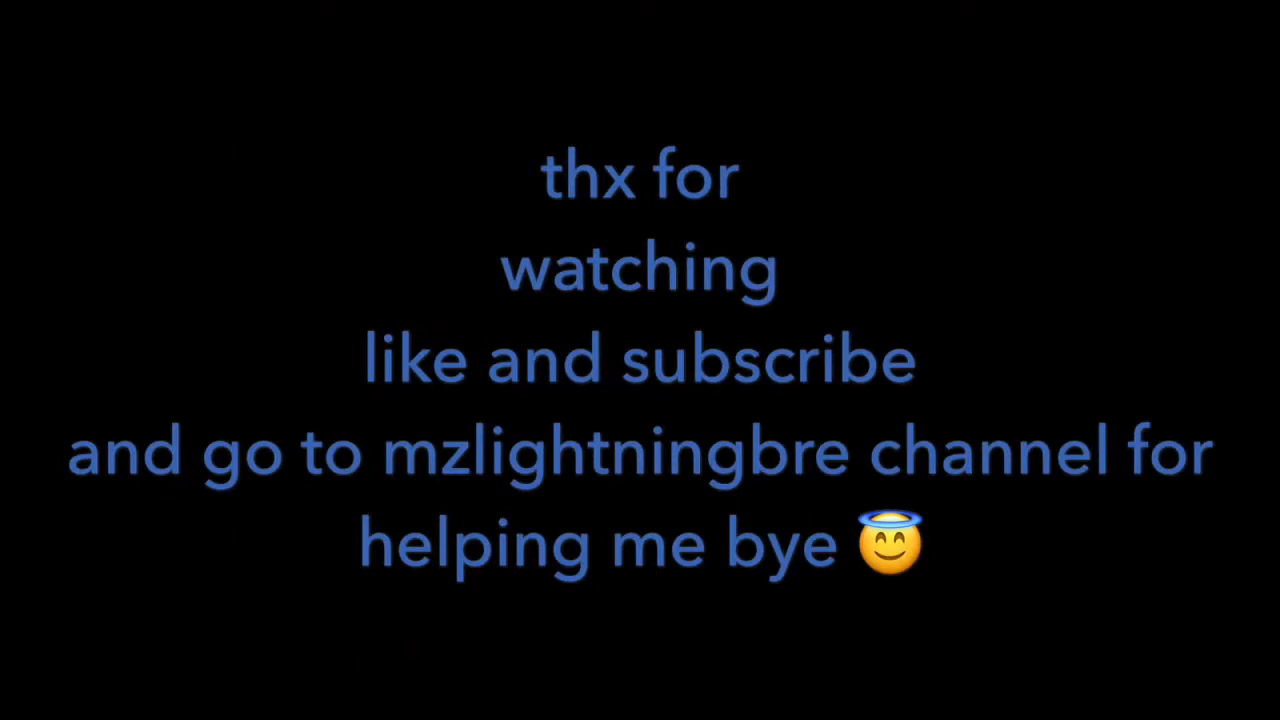 thx for
watching
like and subscribe
and go to mzlightningbre channel for
helping me bye 😇